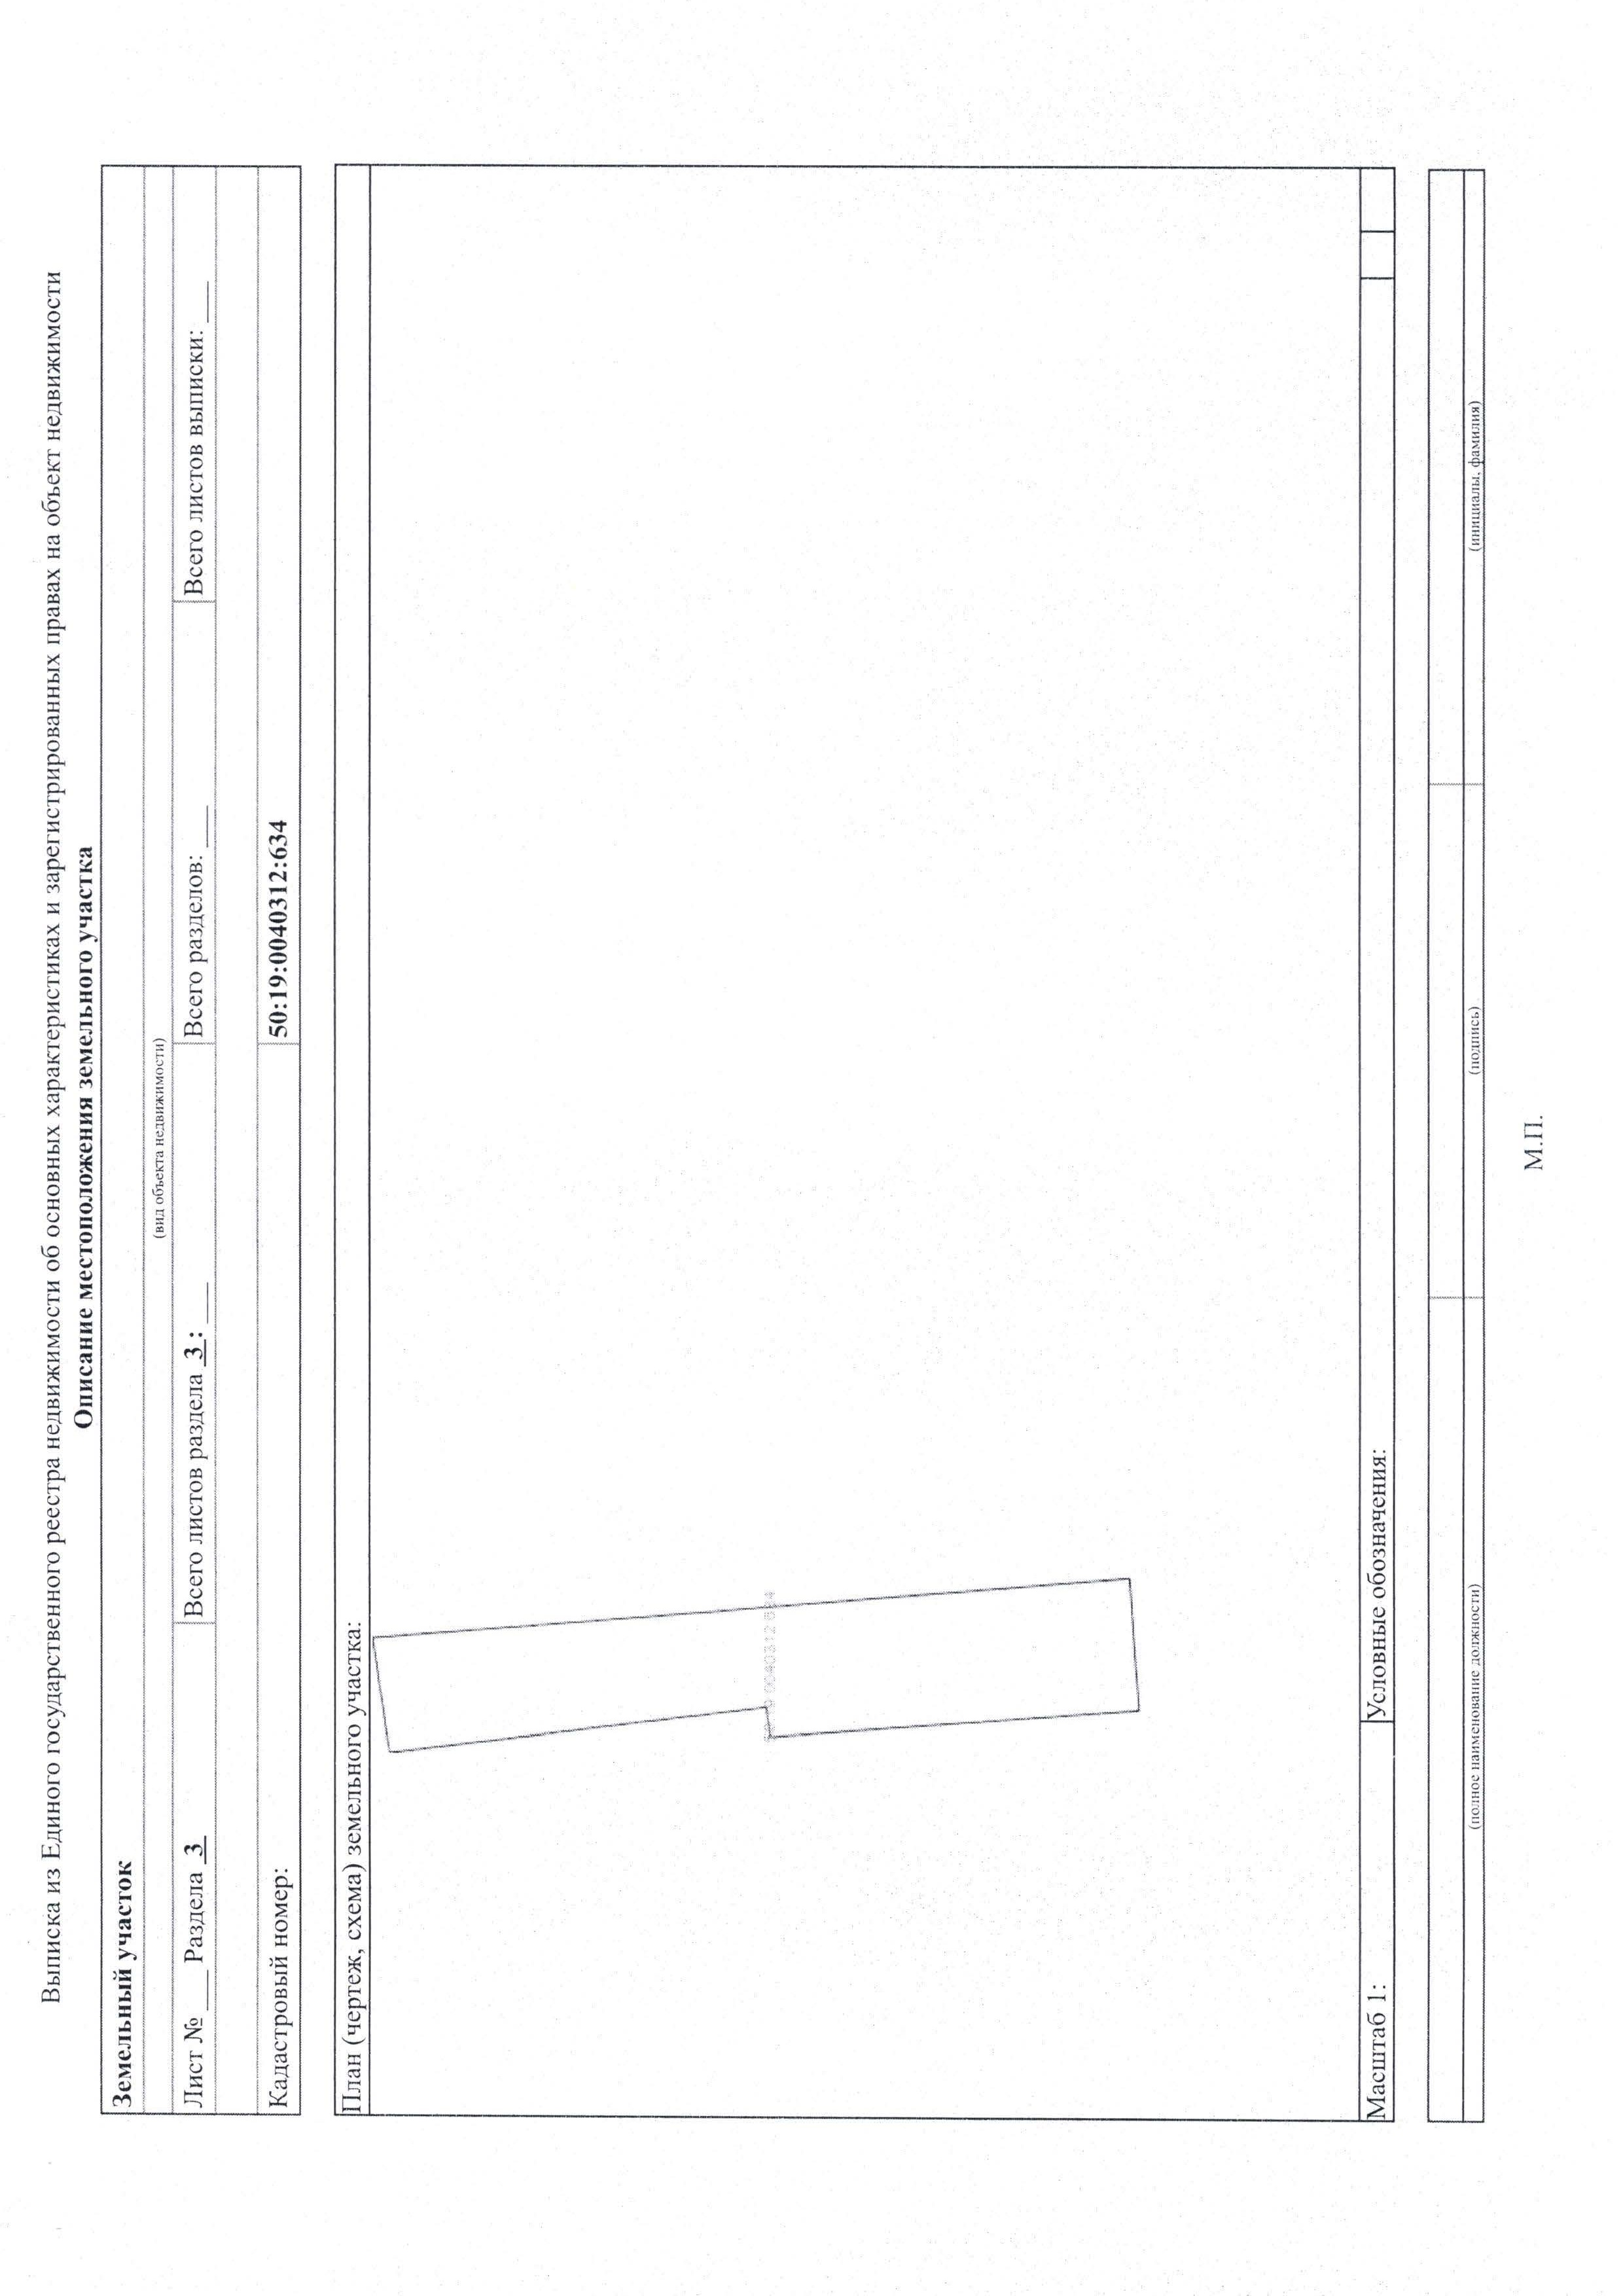 Выписка из Единого государственного реестра недвижимости об основных характеристиках и зарегистрированных правах на объект недвижимости
Описание местоположения земельного участка
Земельный участок
(вид объекта недвижимости)
Лист № ___ Раздела 3 Всего листов раздела 3 : ___ Всего разделов: ___ Всего листов выписки: ___
Кадастровый номер: 50:19:0040312:634
План (чертеж, схема) земельного участка:
Масштаб 1: Условные обозначения:
(полное наименование должности) (подпись) (инициалы, фамилия)
М.П.